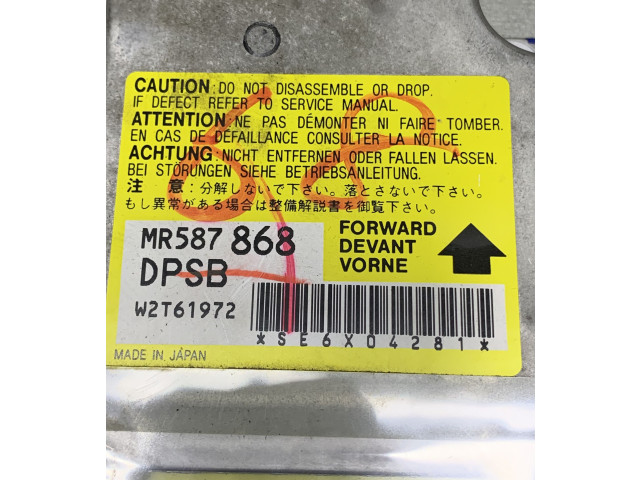 CAUTION: DO NOT DISASSEMBLE OR DROP.
IF DEFECT REFER TO SERVICE MANUAL.
ATTENTION: NE PAS DÉMONTER NI FAIRE TOMBER.
EN CAS DE DÉFAILLANCE CONSULTER LA NOTICE.
ACHTUNG: NICHT ENTFERNEN ODER FALLEN LASSEN.
BEI STÖRUNGEN SIEHE BETRIEBSANLEITUNG.
注 意:分解しないで下さい。落とさないで下さい。
もし異常がある場合は整備解説書を御覧下さい。
MR587 868
DPSB
W2T61972
FORWARD
DEVANT
VORNE
*SE6X04281*
MADE IN JAPAN